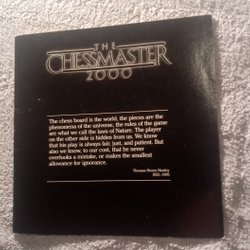 THE
CHESSMASTER
2000
The chess board is the world, the pieces are the
phenomena of the universe, the rules of the game
are what we call the laws of Nature. The player
on the other side is hidden from us. We know
that his play is always fair, just, and patient. But
also we know, to our cost, that he never
overlooks a mistake, or makes the smallest
allowance for ignorance.
Thomas Henry Huxley
1825-1895